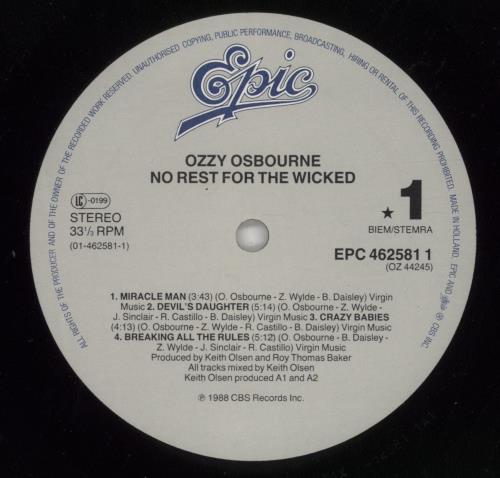 ALL RIGHTS OF THE PRODUCER AND OF THE OWNER OF THE RECORDED WORK RESERVED. UNAUTHORISED COPYING, PUBLIC PERFORMANCE, BROADCASTING, HIRING OR RENTAL OF THIS RECORDING PROHIBITED. MADE IN HOLLAND. EPIC AND Epic ® CBS INC.
Epic
OZZY OSBOURNE
NO REST FOR THE WICKED
LC-0199
STEREO
33⅓ RPM
(01-462581-1)
★ 1
BIEM/STEMRA
EPC 462581 1
(OZ 44245)
1. MIRACLE MAN (3:43) (O. Osbourne - Z. Wylde - B. Daisley) Virgin
Music 2. DEVIL'S DAUGHTER (5:14) (O. Osbourne - Z. Wylde -
J. Sinclair - R. Castillo - B. Daisley) Virgin Music 3. CRAZY BABIES
(4:13) (O. Osbourne - Z. Wylde - R. Castillo - B. Daisley) Virgin Music
4. BREAKING ALL THE RULES (5:12) (O. Osbourne - B. Daisley -
Z. Wylde - J. Sinclair - R. Castillo) Virgin Music
Produced by Keith Olsen and Roy Thomas Baker
All tracks mixed by Keith Olsen
Keith Olsen produced A1 and A2
℗ 1988 CBS Records Inc.